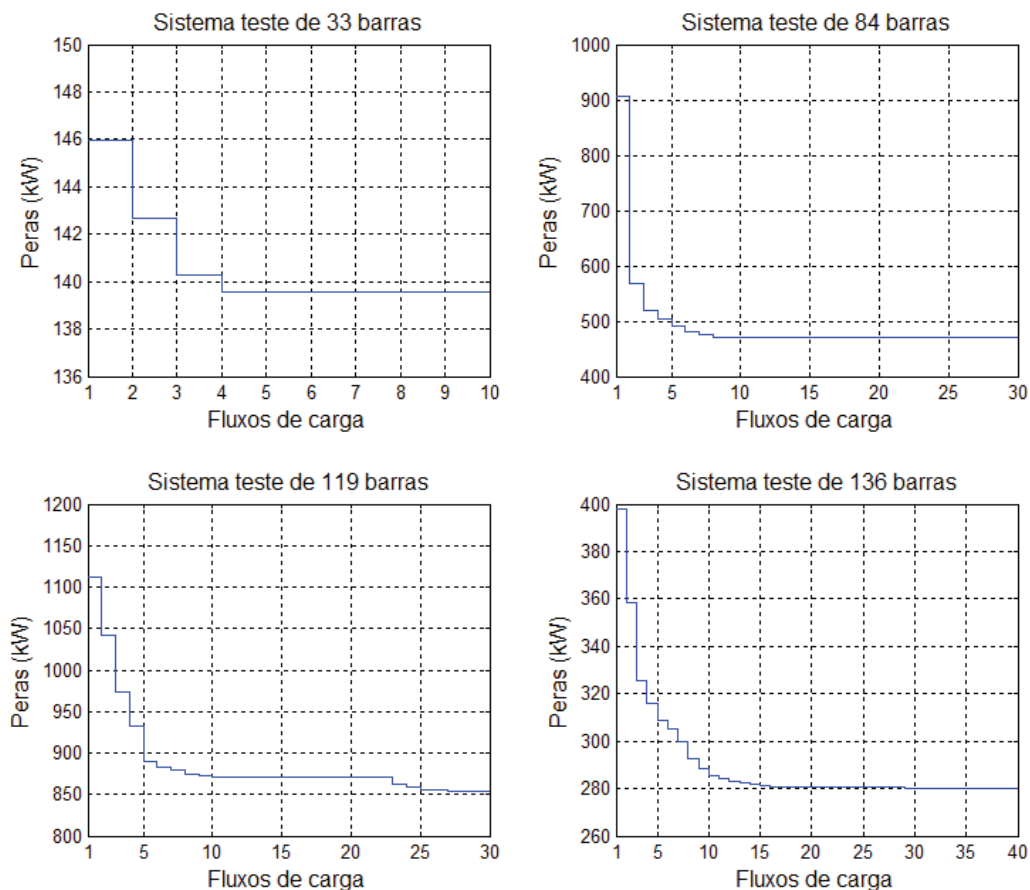 Sistema teste de 33 barras
150
148
146
144
142
140
138
136
Peras (kW)
1 2 3 4 5 6 7 8 9 10
Fluxos de carga
Sistema teste de 84 barras
1000
900
800
700
600
500
400
Peras (kW)
1 5 10 15 20 25 30
Fluxos de carga
Sistema teste de 119 barras
1200
1150
1100
1050
1000
950
900
850
800
Peras (kW)
1 5 10 15 20 25 30
Fluxos de carga
Sistema teste de 136 barras
400
380
360
340
320
300
280
260
Peras (kW)
1 5 10 15 20 25 30 35 40
Fluxos de carga